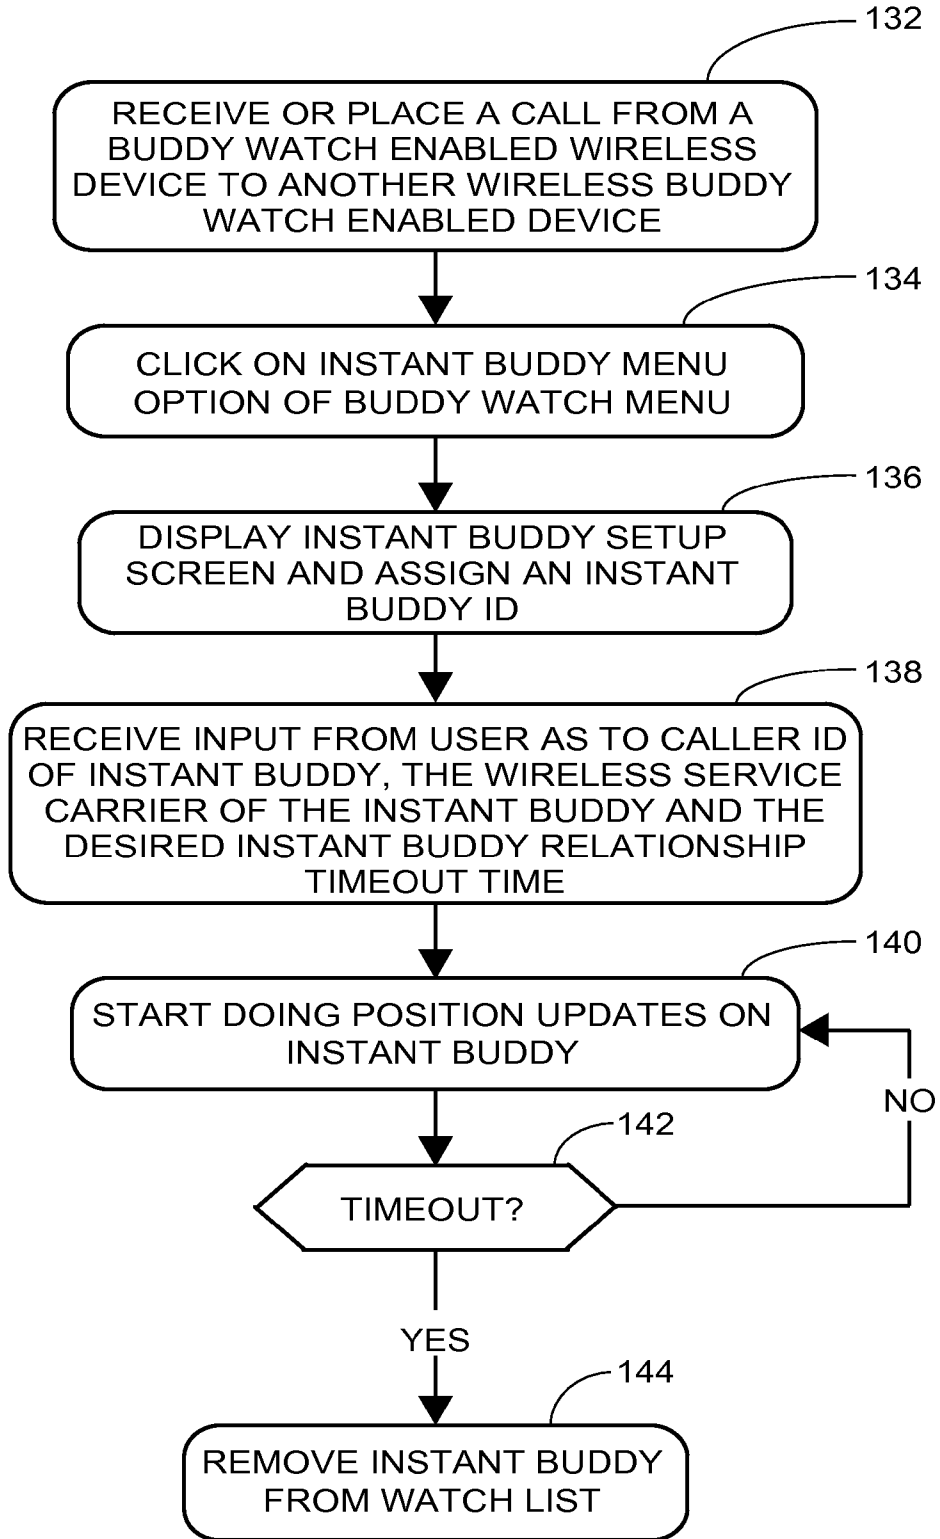 132
RECEIVE OR PLACE A CALL FROM A
BUDDY WATCH ENABLED WIRELESS
DEVICE TO ANOTHER WIRELESS BUDDY
WATCH ENABLED DEVICE
134
CLICK ON INSTANT BUDDY MENU
OPTION OF BUDDY WATCH MENU
136
DISPLAY INSTANT BUDDY SETUP
SCREEN AND ASSIGN AN INSTANT
BUDDY ID
138
RECEIVE INPUT FROM USER AS TO CALLER ID
OF INSTANT BUDDY, THE WIRELESS SERVICE
CARRIER OF THE INSTANT BUDDY AND THE
DESIRED INSTANT BUDDY RELATIONSHIP
TIMEOUT TIME
140
START DOING POSITION UPDATES ON
INSTANT BUDDY
NO
142
TIMEOUT?
YES
144
REMOVE INSTANT BUDDY
FROM WATCH LIST